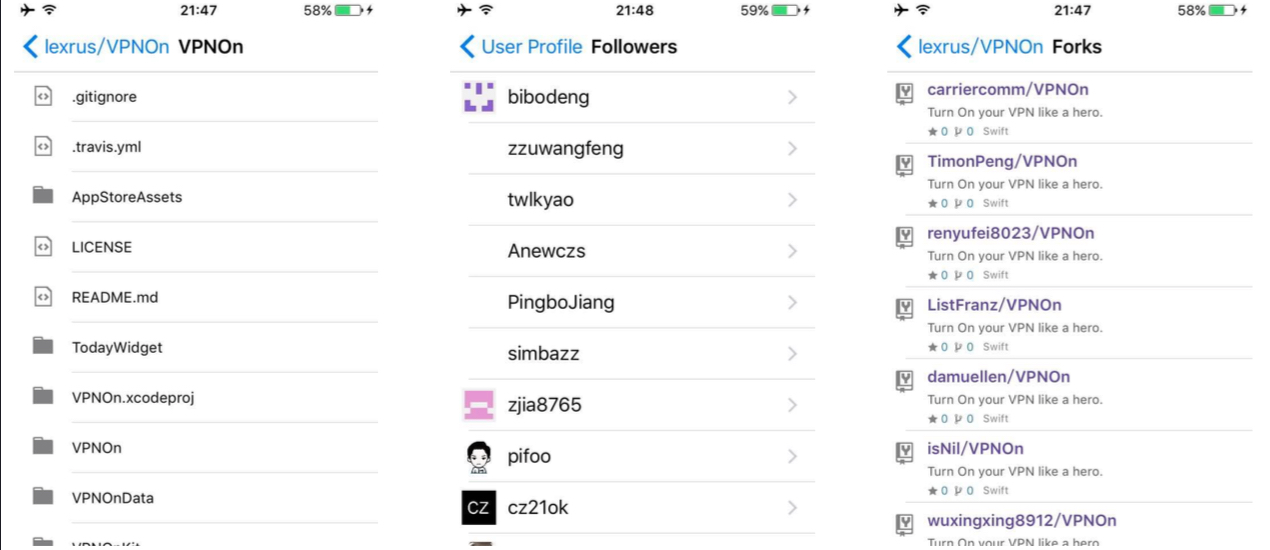 21:47
58%
lexrus/VPNOn VPNOn
.gitignore
.travis.yml
AppStoreAssets
LICENSE
README.md
TodayWidget
VPNOn.xcodeproj
VPNOn
VPNOnData
VPNOnKit
21:48
59%
User Profile Followers
bibodeng
zzuwangfeng
twlkyao
Anewczs
PingboJiang
simbazz
zjia8765
pifoo
CZ cz21ok
21:47
58%
lexrus/VPNOn Forks
carriercomm/VPNOn
Turn On your VPN like a hero.
0 0 Swift
TimonPeng/VPNOn
Turn On your VPN like a hero.
0 0 Swift
renyufei8023/VPNOn
Turn On your VPN like a hero.
0 0 Swift
ListFranz/VPNOn
Turn On your VPN like a hero.
0 0 Swift
damuellen/VPNOn
Turn On your VPN like a hero.
0 0 Swift
isNil/VPNOn
Turn On your VPN like a hero.
0 0 Swift
wuxingxing8912/VPNOn
Turn On your VPN like a hero.